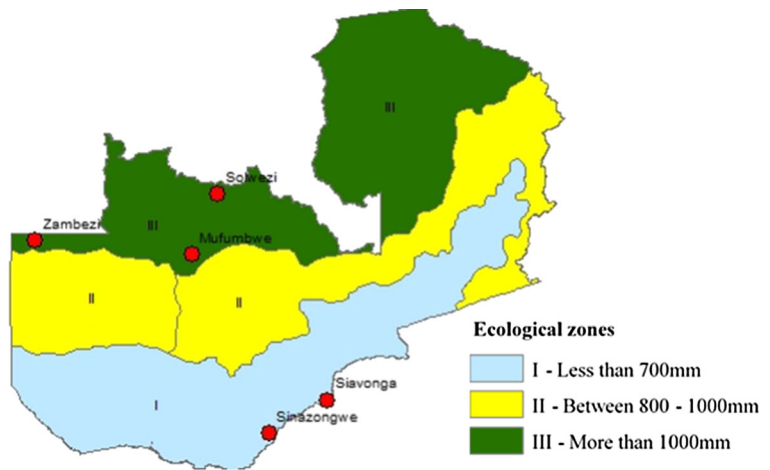 III
Solwezi
Zambezi
III
Mufumbwe
II
II
Ecological zones
I - Less than 700mm
Siavonga
II - Between 800 - 1000mm
I
Sinazongwe
III - More than 1000mm